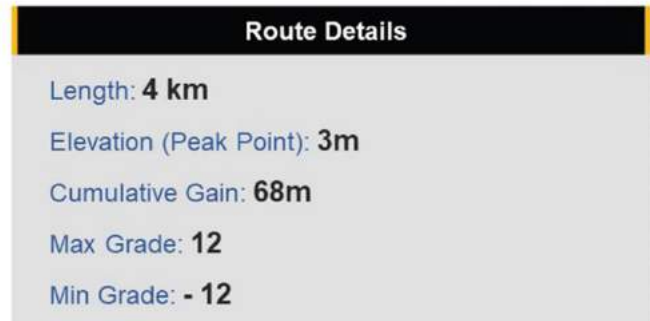 Route Details
Length: 4 km
Elevation (Peak Point): 3m
Cumulative Gain: 68m
Max Grade: 12
Min Grade: - 12